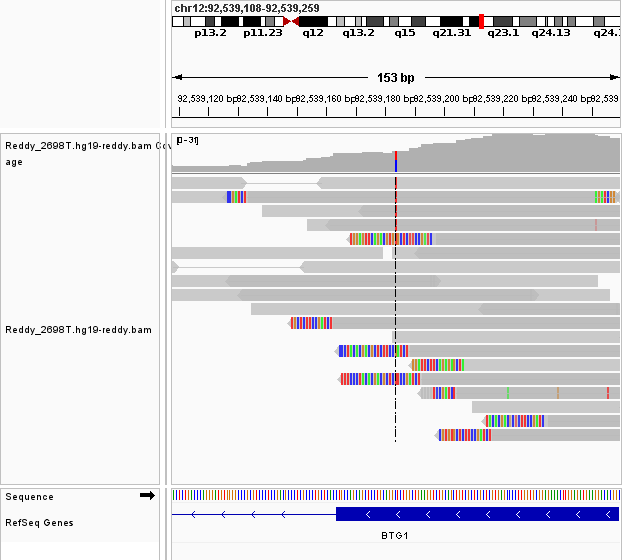 chr12:92,539,108-92,539,259
p13.2 p11.23 q12 q13.2 q15 q21.31 q23.1 q24.13 q24.
153 bp
92,539,120 bp 92,539,140 bp 92,539,160 bp 92,539,180 bp 92,539,200 bp 92,539,220 bp 92,539,240 bp 92,539
Reddy_2698T.hg19-reddy.bam Cov
age
[0-31]
Reddy_2698T.hg19-reddy.bam
Sequence
RefSeq Genes
BTG1